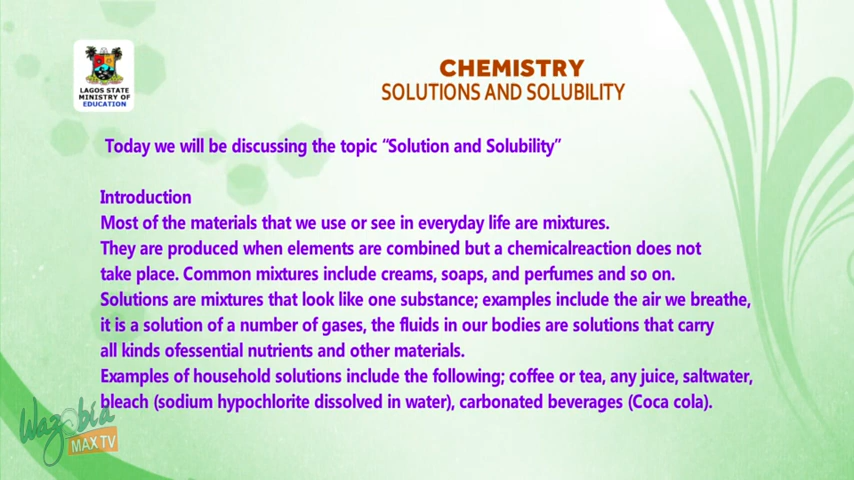 LAGOS STATE
MINISTRY OF
EDUCATION
CHEMISTRY
SOLUTIONS AND SOLUBILITY
Today we will be discussing the topic “Solution and Solubility”
Introduction
Most of the materials that we use or see in everyday life are mixtures.
They are produced when elements are combined but a chemicalreaction does not
take place. Common mixtures include creams, soaps, and perfumes and so on.
Solutions are mixtures that look like one substance; examples include the air we breathe,
it is a solution of a number of gases, the fluids in our bodies are solutions that carry
all kinds ofessential nutrients and other materials.
Examples of household solutions include the following; coffee or tea, any juice, saltwater,
bleach (sodium hypochlorite dissolved in water), carbonated beverages (Coca cola).
Wazobia
MAX TV